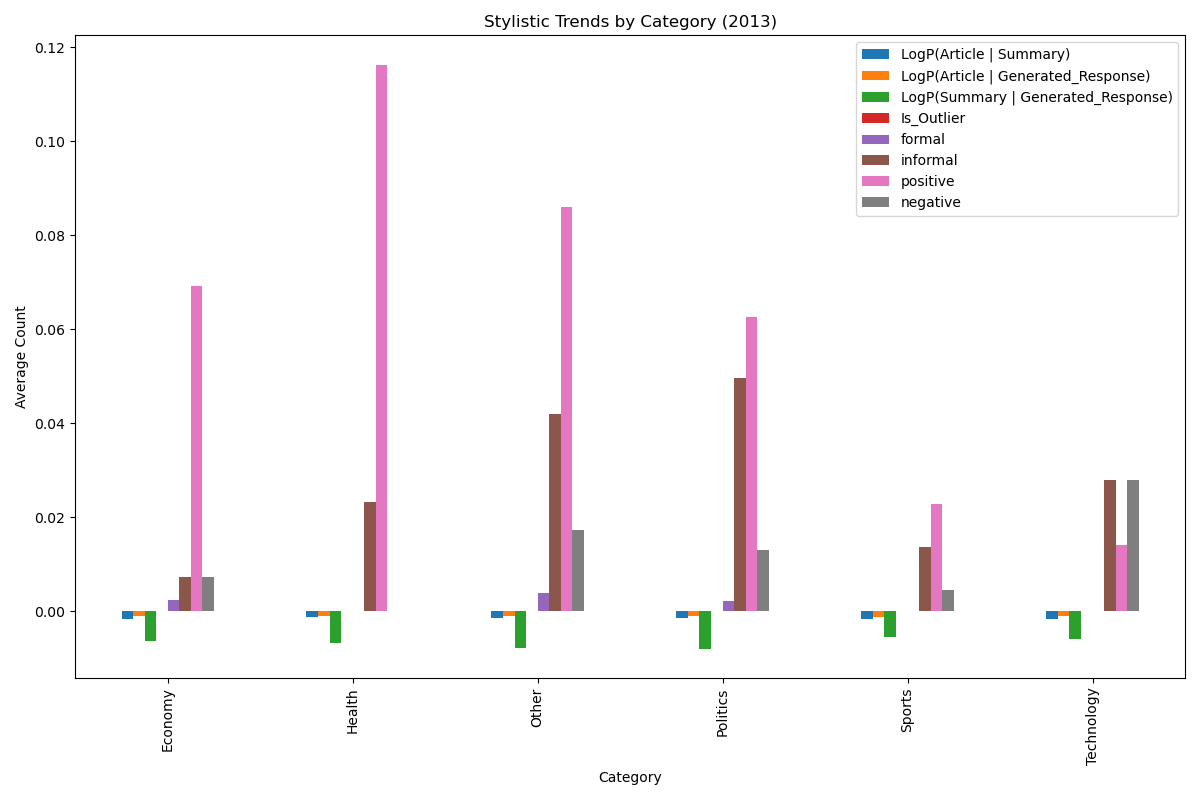 Stylistic Trends by Category (2013)
LogP(Article | Summary)
LogP(Article | Generated_Response)
LogP(Summary | Generated_Response)
Is_Outlier
formal
informal
positive
negative
Average Count
0.12
0.10
0.08
0.06
0.04
0.02
0.00
Economy
Health
Other
Politics
Sports
Technology
Category